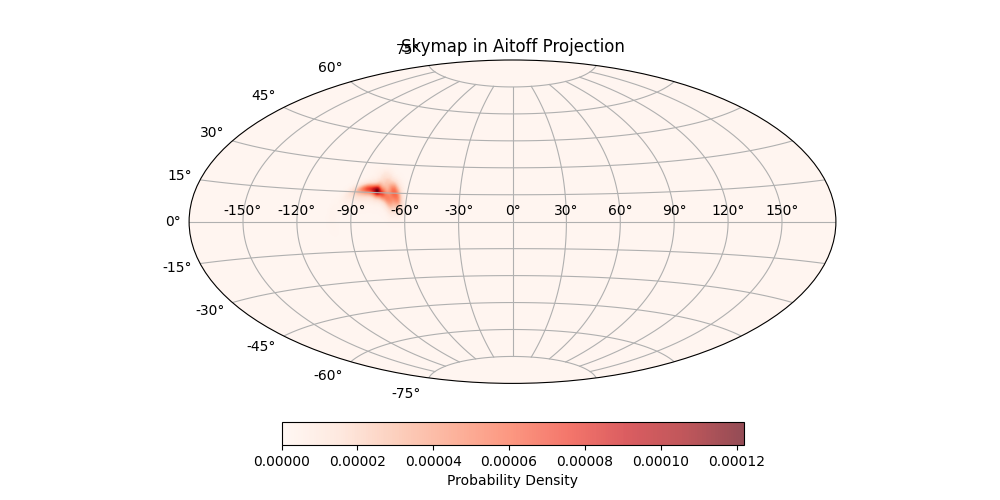 Skymap in Aitoff Projection
75°
60°
45°
30°
15°
-150° -120° -90° -60° -30° 0° 30° 60° 90° 120° 150°
0°
-15°
-30°
-45°
-60°
-75°
0.00000 0.00002 0.00004 0.00006 0.00008 0.00010 0.00012
Probability Density